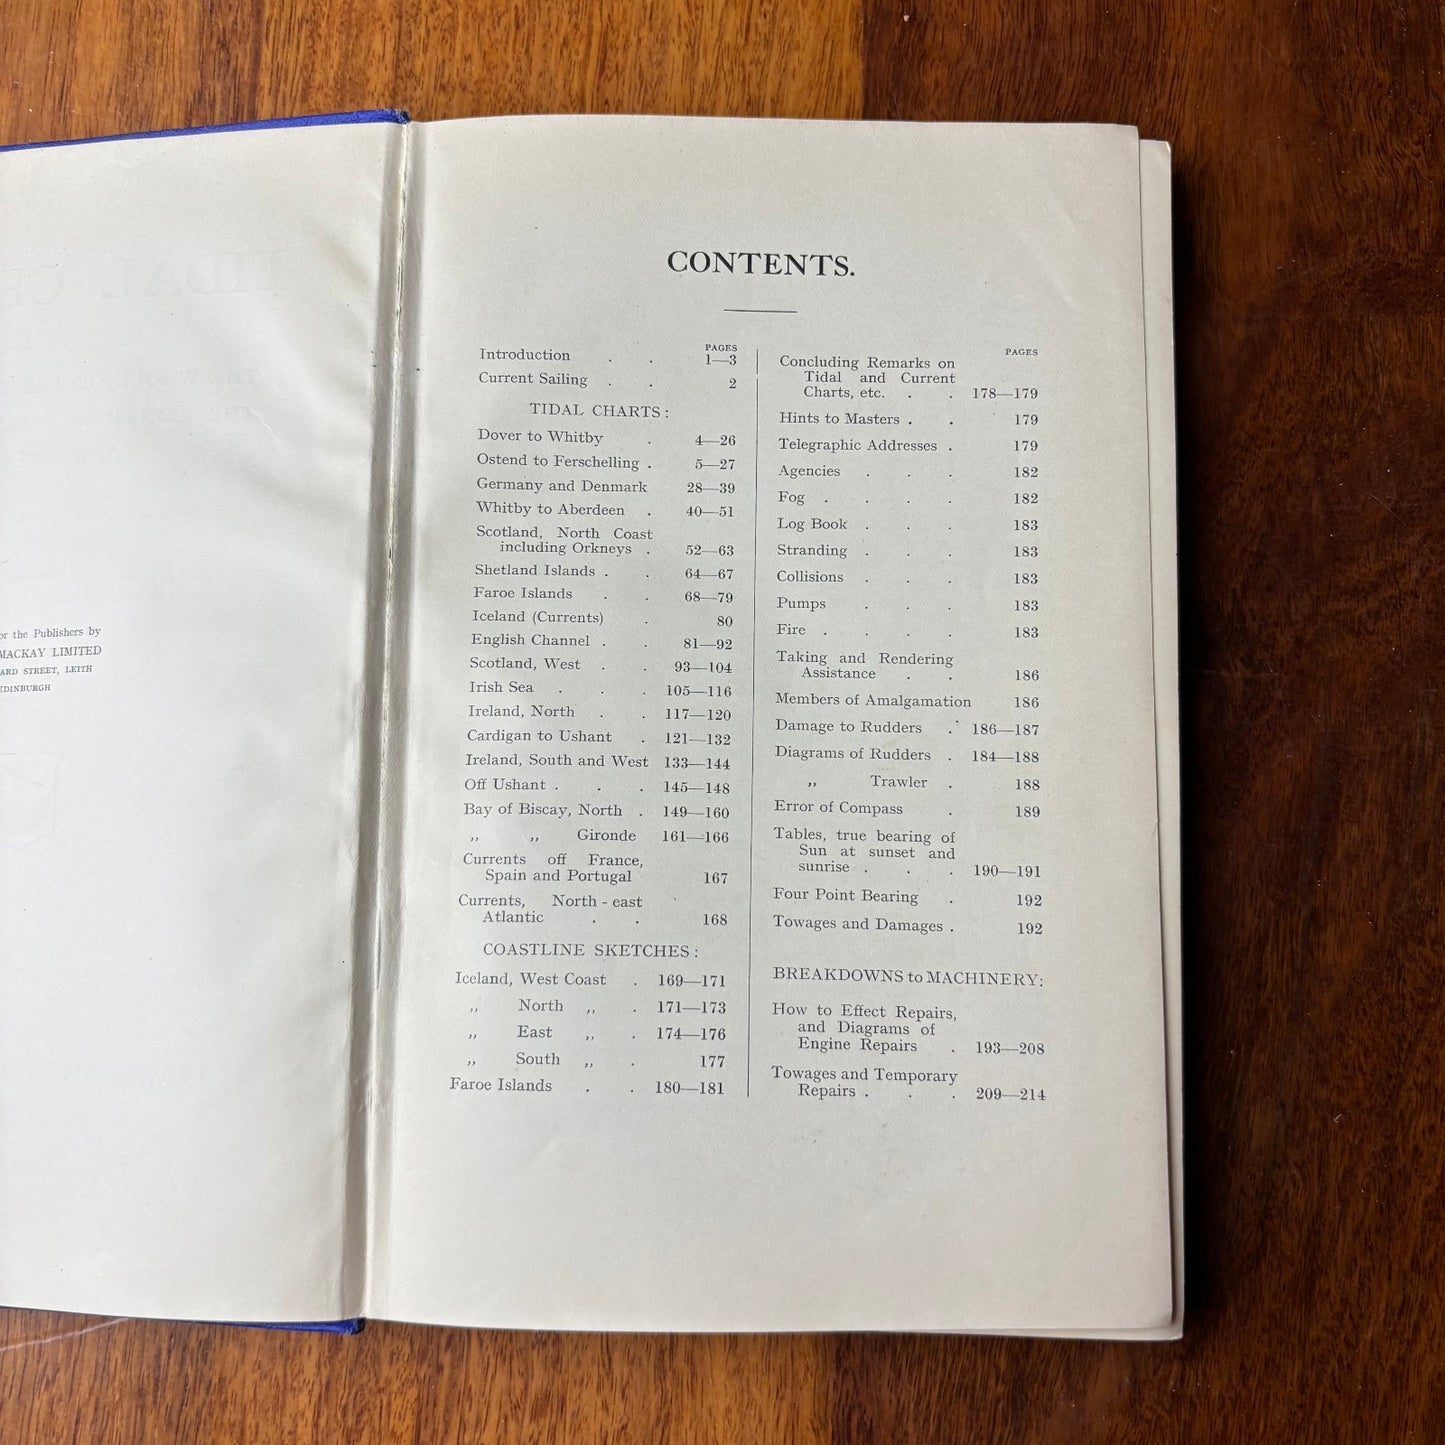 or the Publishers by
MACKAY LIMITED
ARD STREET, LEITH
EDINBURGH
CONTENTS.
PAGES
Introduction . . 1—3
Current Sailing . . 2
TIDAL CHARTS:
Dover to Whitby . 4—26
Ostend to Ferschelling . 5—27
Germany and Denmark 28—39
Whitby to Aberdeen . 40—51
Scotland, North Coast
including Orkneys . 52—63
Shetland Islands . . 64—67
Faroe Islands . . 68—79
Iceland (Currents) . 80
English Channel . . 81—92
Scotland, West . . 93—104
Irish Sea . . . 105—116
Ireland, North . . 117—120
Cardigan to Ushant . 121—132
Ireland, South and West 133—144
Off Ushant . . . 145—148
Bay of Biscay, North . 149—160
,, ,, Gironde 161—166
Currents off France,
Spain and Portugal 167
Currents, North-east
Atlantic . . 168
COASTLINE SKETCHES:
Iceland, West Coast . 169—171
,, North ,, . 171—173
,, East ,, . 174—176
,, South ,, . 177
Faroe Islands . . 180—181
PAGES
Concluding Remarks on
Tidal and Current
Charts, etc. . . 178—179
Hints to Masters . . 179
Telegraphic Addresses . 179
Agencies . . . 182
Fog . . . . 182
Log Book . . . 183
Stranding . . . 183
Collisions . . . 183
Pumps . . . 183
Fire . . . . 183
Taking and Rendering
Assistance . . 186
Members of Amalgamation 186
Damage to Rudders . 186—187
Diagrams of Rudders . 184—188
,, Trawler . 188
Error of Compass . 189
Tables, true bearing of
Sun at sunset and
sunrise . . . 190—191
Four Point Bearing . 192
Towages and Damages . 192
BREAKDOWNS to MACHINERY:
How to Effect Repairs,
and Diagrams of
Engine Repairs . 193—208
Towages and Temporary
Repairs . . . 209—214